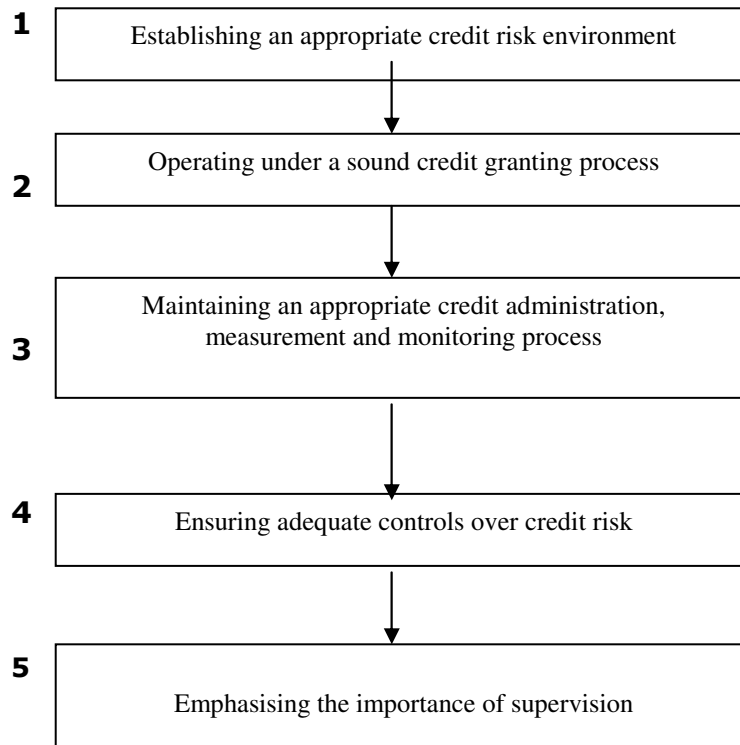 1
Establishing an appropriate credit risk environment
Operating under a sound credit granting process
2
Maintaining an appropriate credit administration,
measurement and monitoring process
3
4
Ensuring adequate controls over credit risk
5
Emphasising the importance of supervision